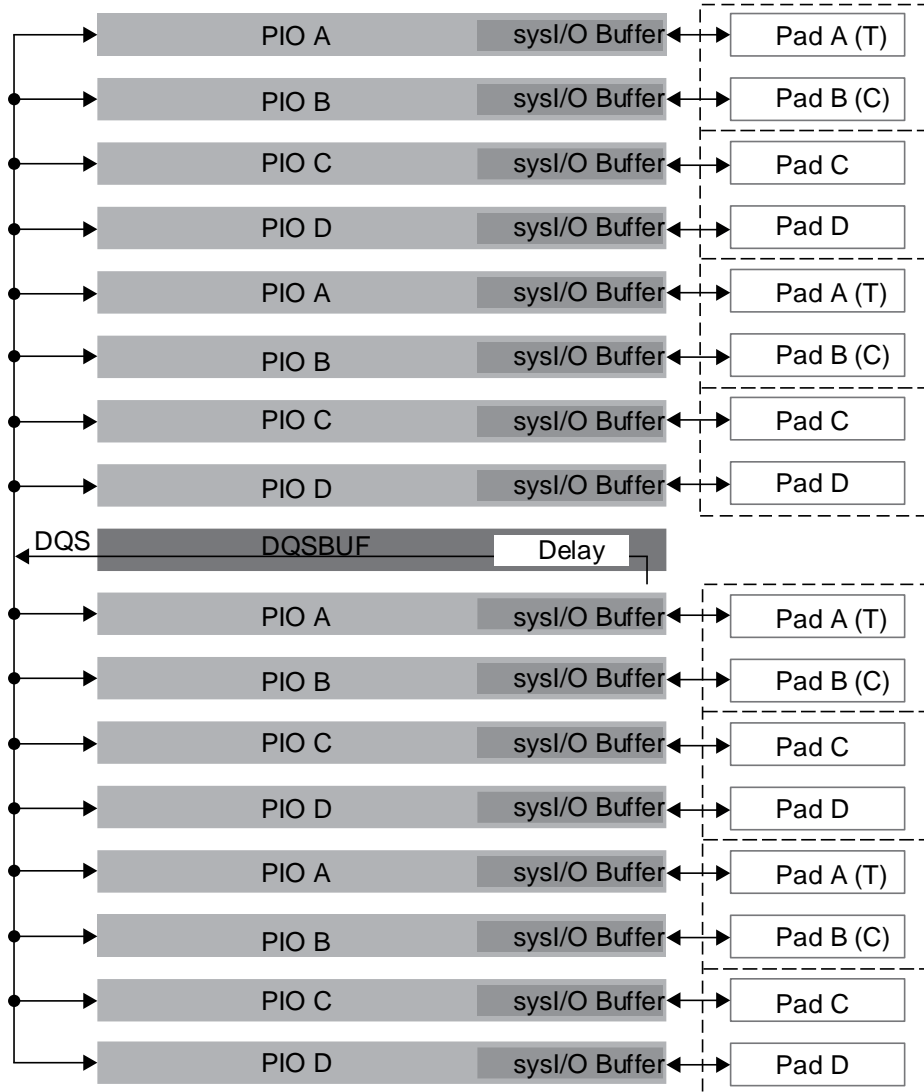 PIO A sysI/O Buffer Pad A (T)
PIO B sysI/O Buffer Pad B (C)
PIO C sysI/O Buffer Pad C
PIO D sysI/O Buffer Pad D
PIO A sysI/O Buffer Pad A (T)
PIO B sysI/O Buffer Pad B (C)
PIO C sysI/O Buffer Pad C
PIO D sysI/O Buffer Pad D
DQS DQSBUF Delay
PIO A sysI/O Buffer Pad A (T)
PIO B sysI/O Buffer Pad B (C)
PIO C sysI/O Buffer Pad C
PIO D sysI/O Buffer Pad D
PIO A sysI/O Buffer Pad A (T)
PIO B sysI/O Buffer Pad B (C)
PIO C sysI/O Buffer Pad C
PIO D sysI/O Buffer Pad D